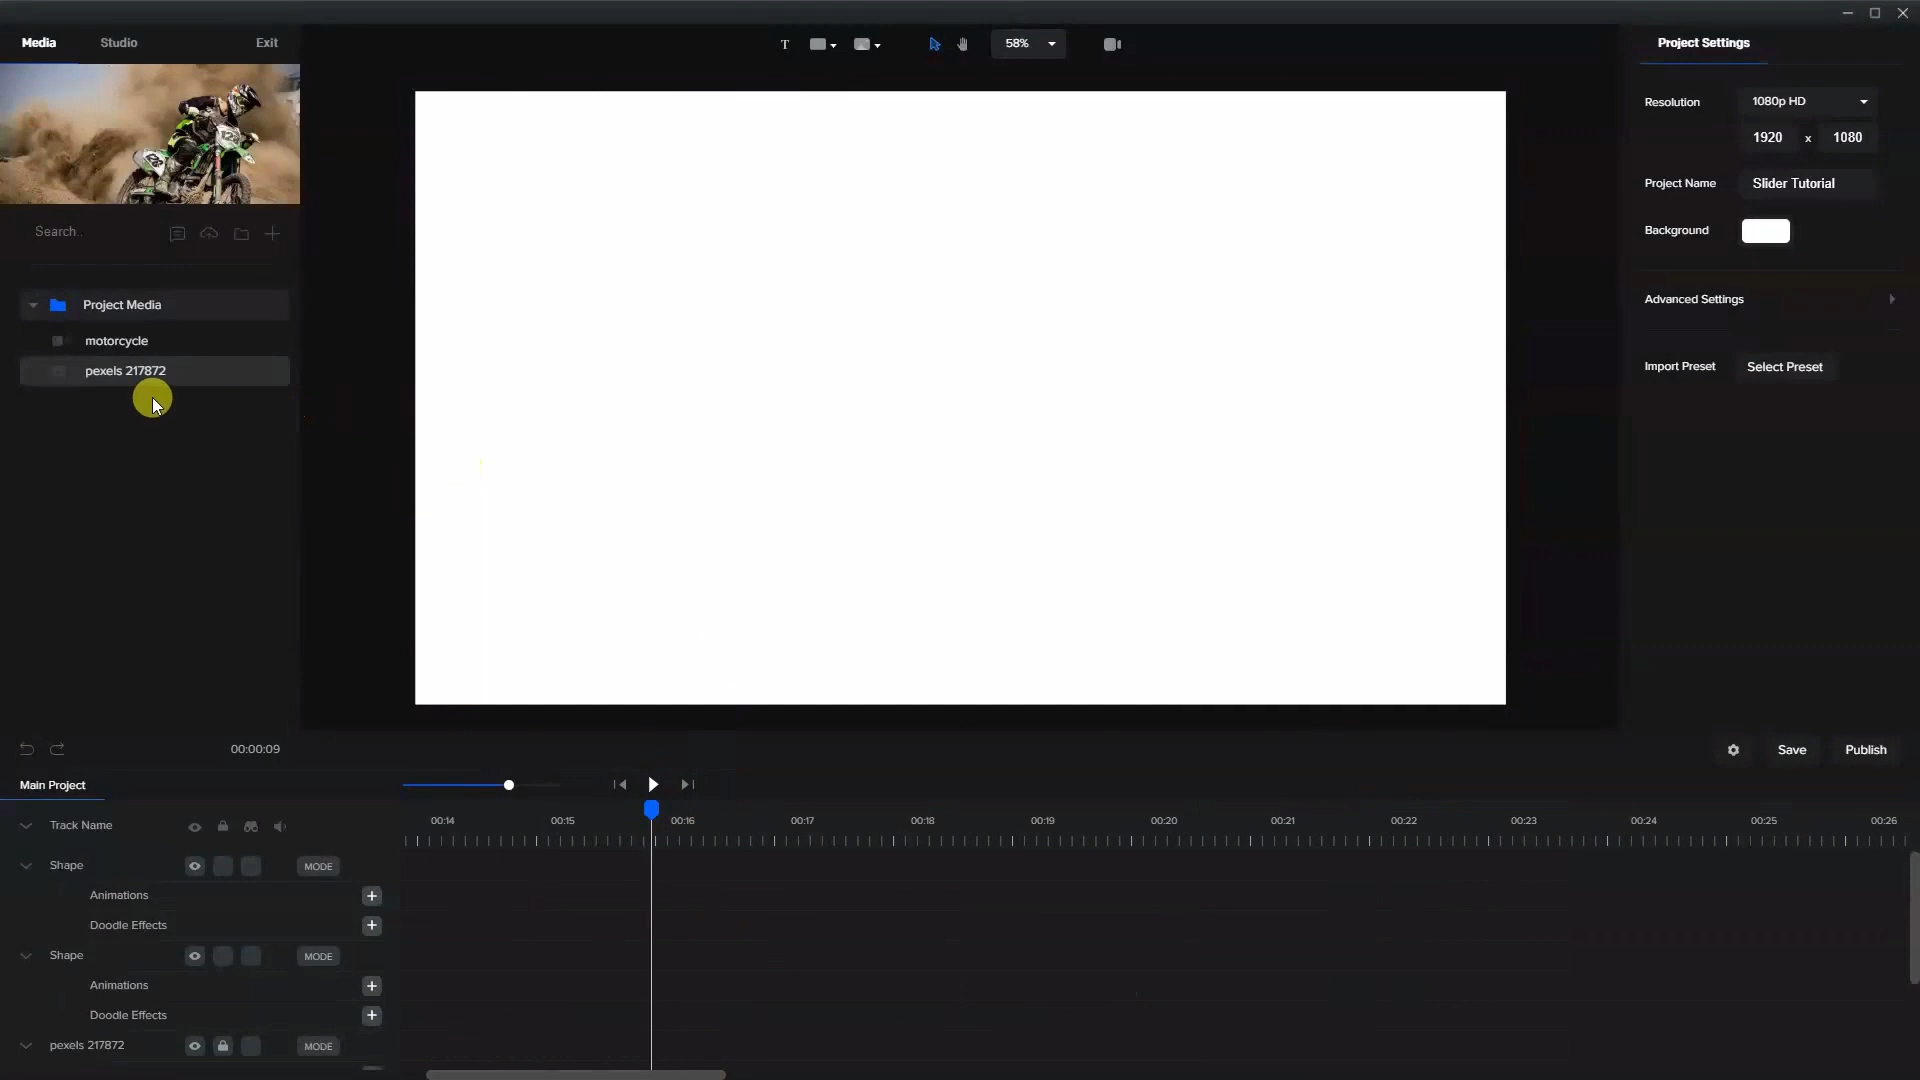 Media
Studio
Exit
T
58%
Project Settings
Resolution
1080p HD
1920 x 1080
Project Name
Slider Tutorial
Background
Advanced Settings
Import Preset
Select Preset
Search..
Project Media
motorcycle
pexels 217872
00:00:09
Save
Publish
Main Project
Track Name
00:14 00:15 00:16 00:17 00:18 00:19 00:20 00:21 00:22 00:23 00:24 00:25 00:26
Shape
MODE
Animations
Doodle Effects
Shape
MODE
Animations
Doodle Effects
pexels 217872
MODE